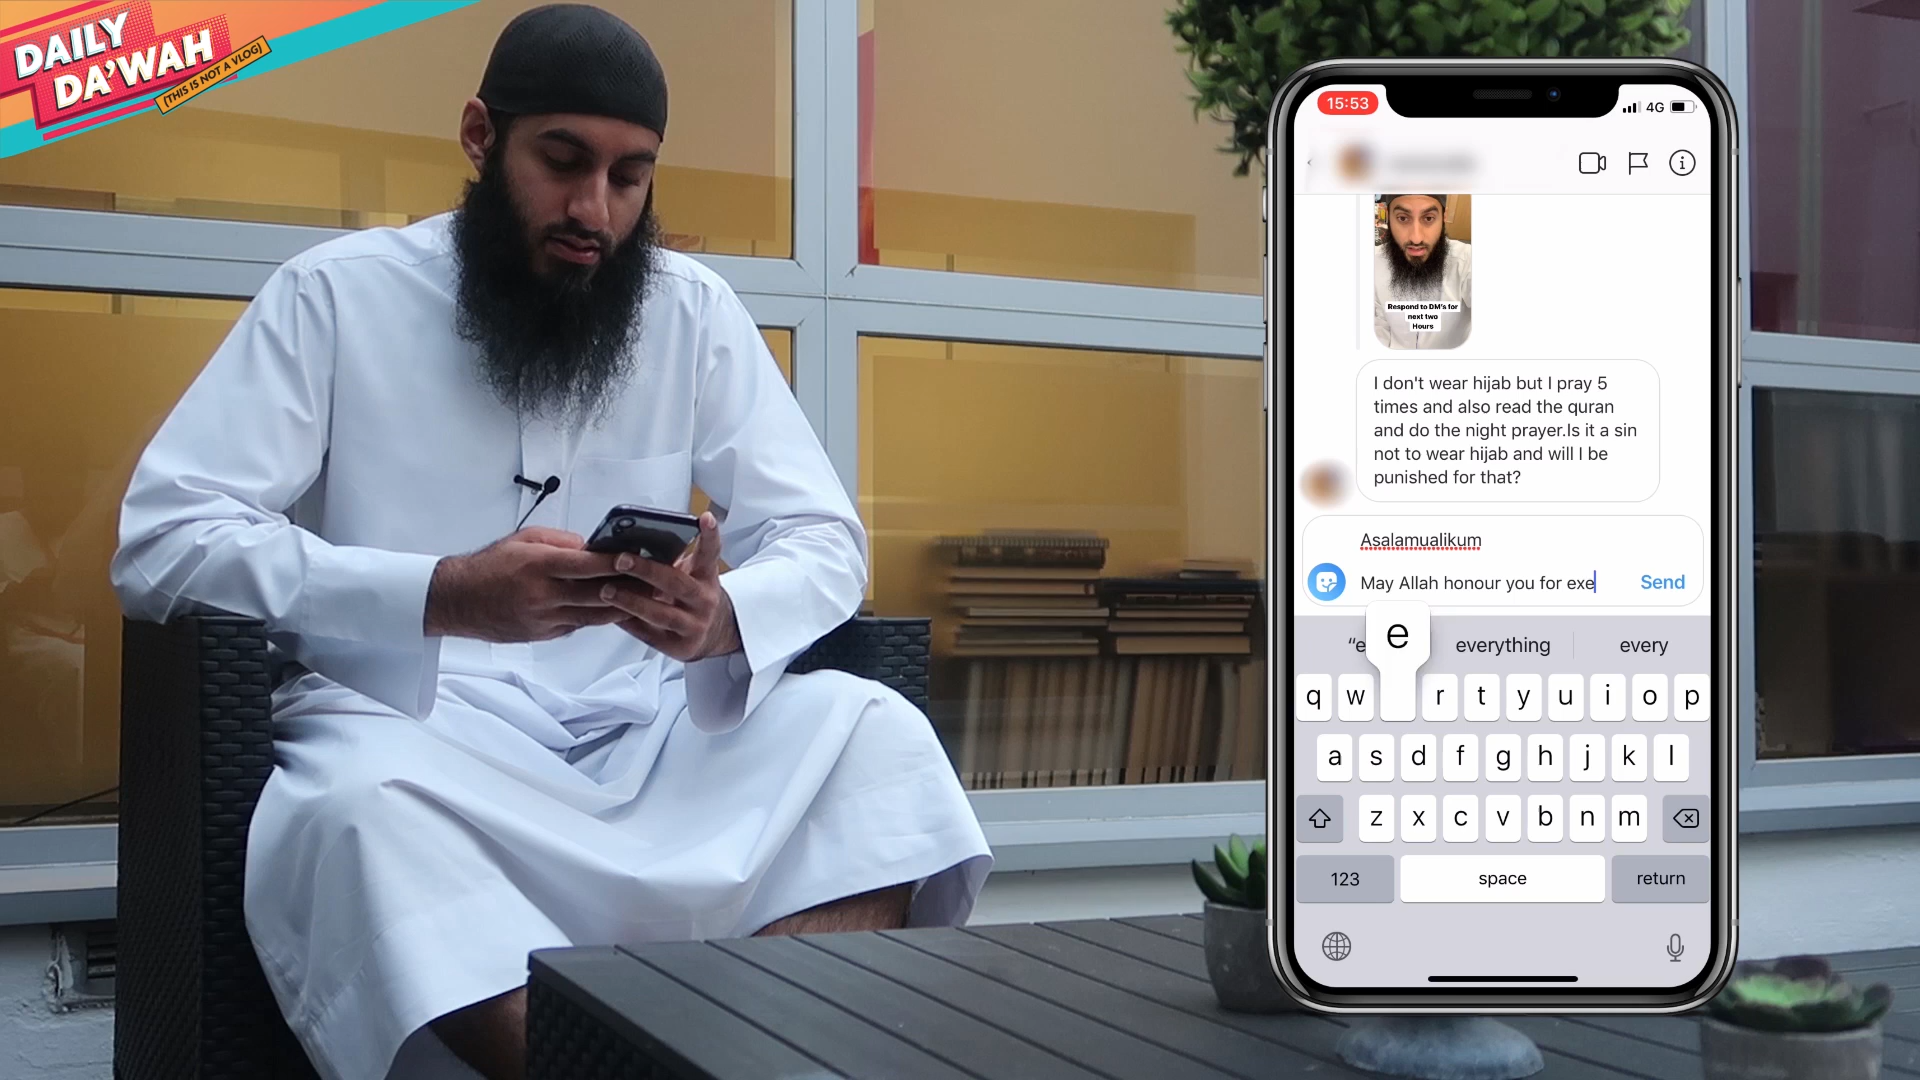 DAILY
DA'WAH
(THIS IS NOT A VLOG)
15:53
4G
Respond to DM's for
next two
Hours
I don't wear hijab but I pray 5
times and also read the quran
and do the night prayer.Is it a sin
not to wear hijab and will I be
punished for that?
Asalamualikum
May Allah honour you for exe
Send
“e
e
everything
every
q w r t y u i o p
a s d f g h j k l
z x c v b n m
123
space
return